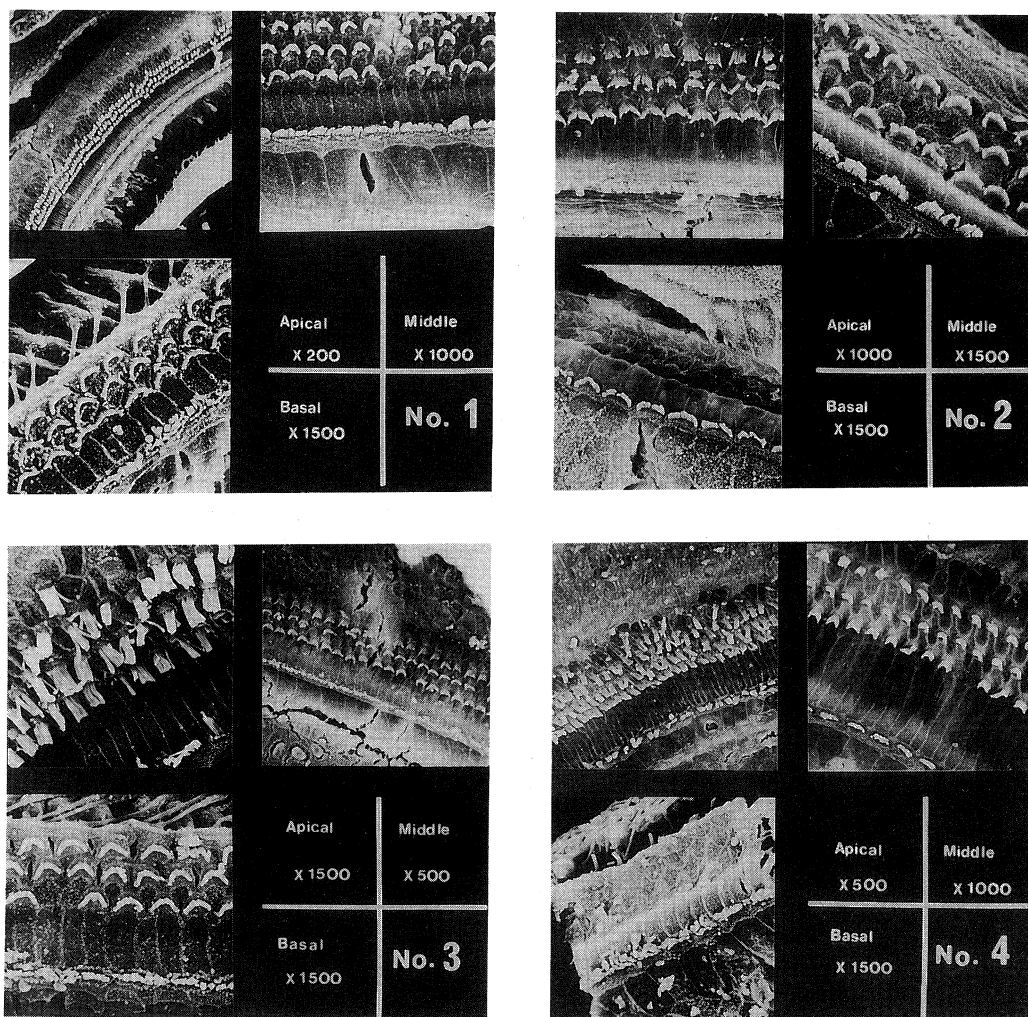 Apical Middle
X 200 X 1000
Basal No. 1
X 1500
Apical Middle
X 1000 X 1500
Basal No. 2
X 1500
Apical Middle
X 1500 X 500
Basal No. 3
X 1500
Apical Middle
X 500 X 1000
Basal No. 4
X 1500